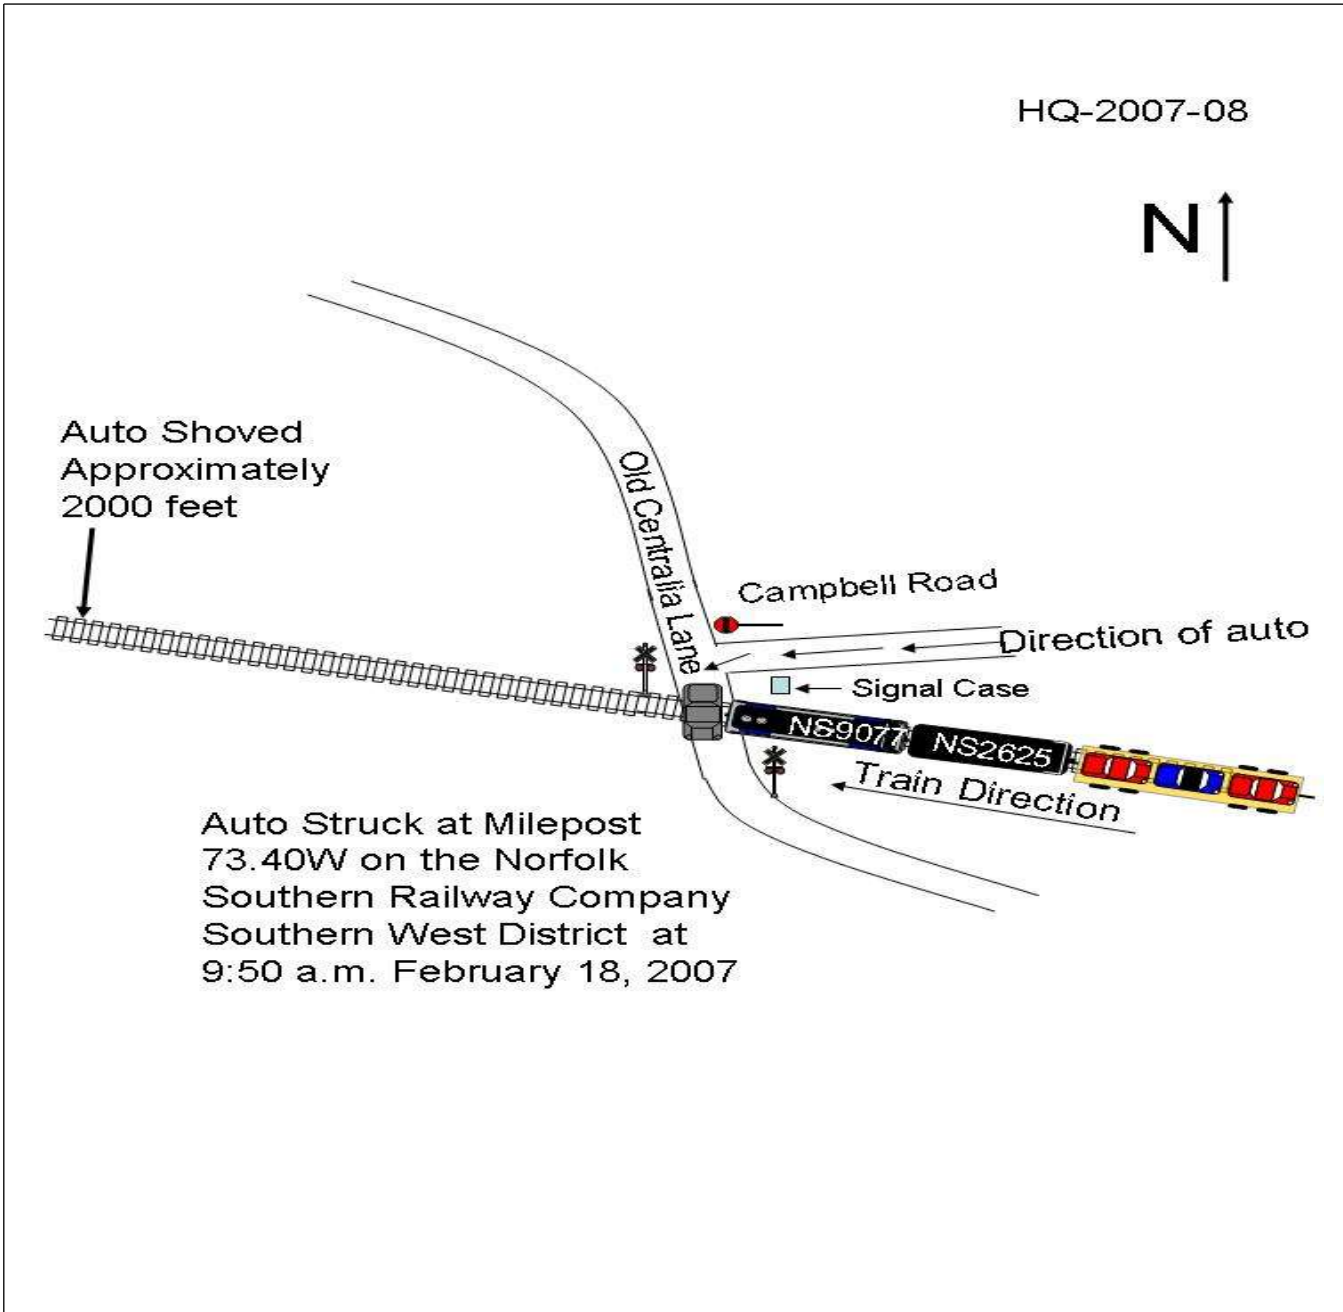 HQ-2007-08
N
Auto Shoved
Approximately
2000 feet
Old Centralia Lane
Campbell Road
Direction of auto
Signal Case
NS9077
NS2625
Train Direction
Auto Struck at Milepost
73.40W on the Norfolk
Southern Railway Company
Southern West District at
9:50 a.m. February 18, 2007